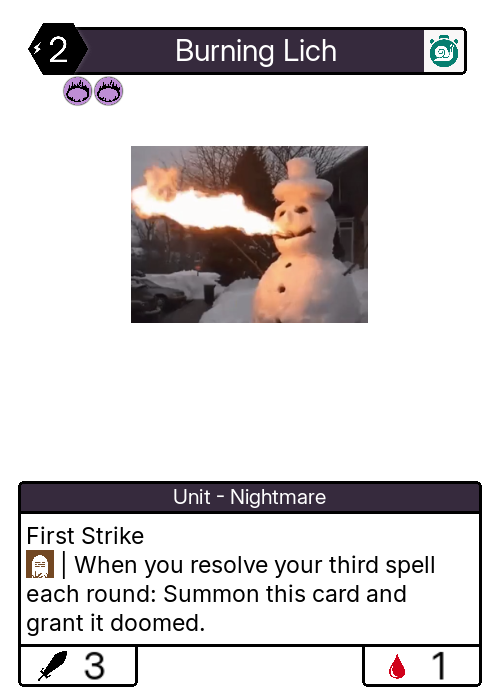 2
Burning Lich
Unit - Nightmare
First Strike
| When you resolve your third spell
each round: Summon this card and
grant it doomed.
3
1